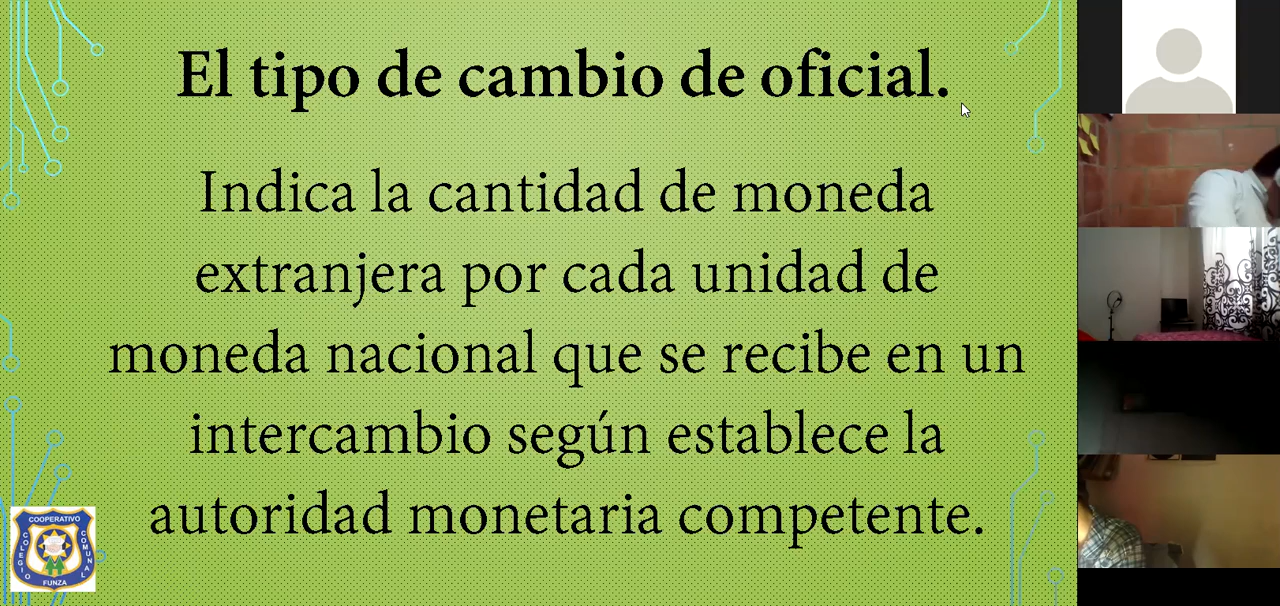 El tipo de cambio de oficial.
Indica la cantidad de moneda
extranjera por cada unidad de
moneda nacional que se recibe en un
intercambio según establece la
autoridad monetaria competente.
COOPERATIVO
COLEGIO
COMUNAL
FUNZA